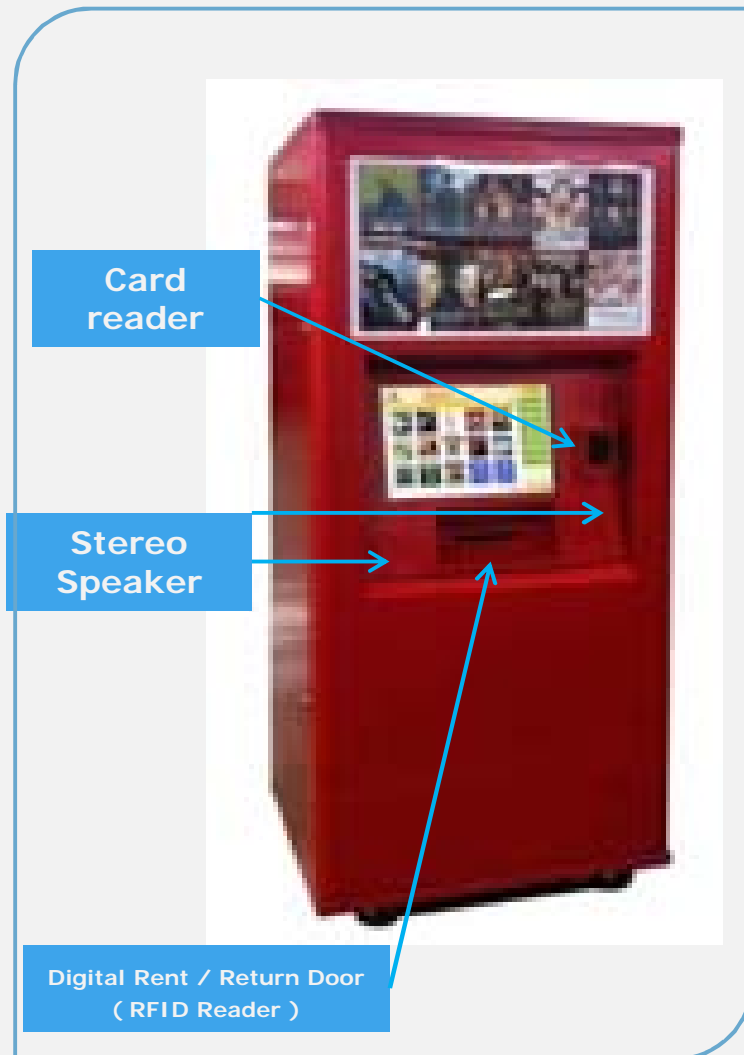 Card
reader
Stereo
Speaker
Digital Rent / Return Door
( RFID Reader )